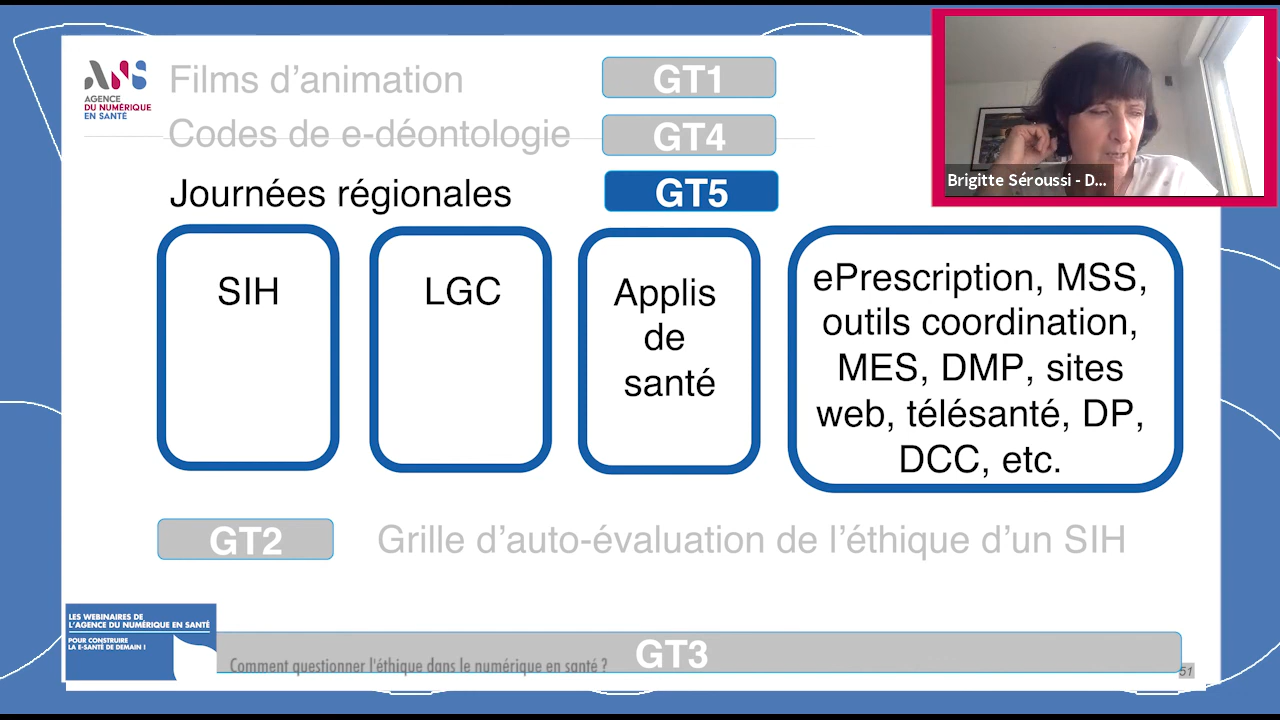 ANS
AGENCE
DU NUMÉRIQUE
EN SANTÉ
Films d’animation
GT1
Codes de e-déontologie
GT4
Journées régionales
GT5
Brigitte Séroussi - D...
SIH
LGC
Applis
de
santé
ePrescription, MSS,
outils coordination,
MES, DMP, sites
web, télésanté, DP,
DCC, etc.
GT2
Grille d’auto-évaluation de l’éthique d’un SIH
LES WEBINAIRES DE
L’AGENCE DU NUMÉRIQUE EN SANTÉ
POUR CONSTRUIRE
LA E-SANTÉ DE DEMAIN !
Comment questionner l'éthique dans le numérique en santé ?
GT3
51